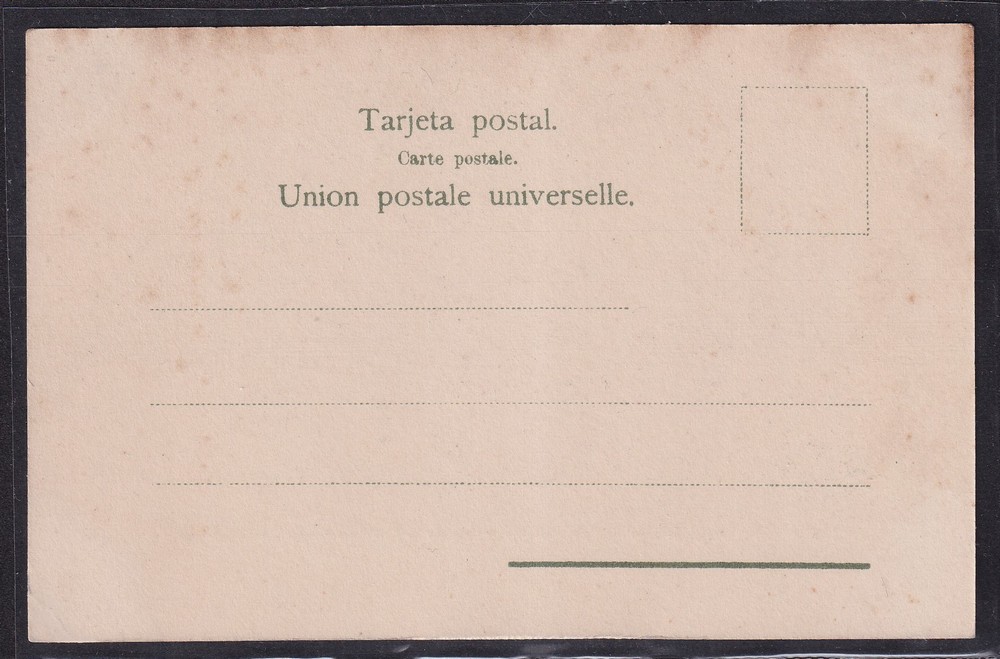 Tarjeta postal.
Carte postale.
Union postale universelle.